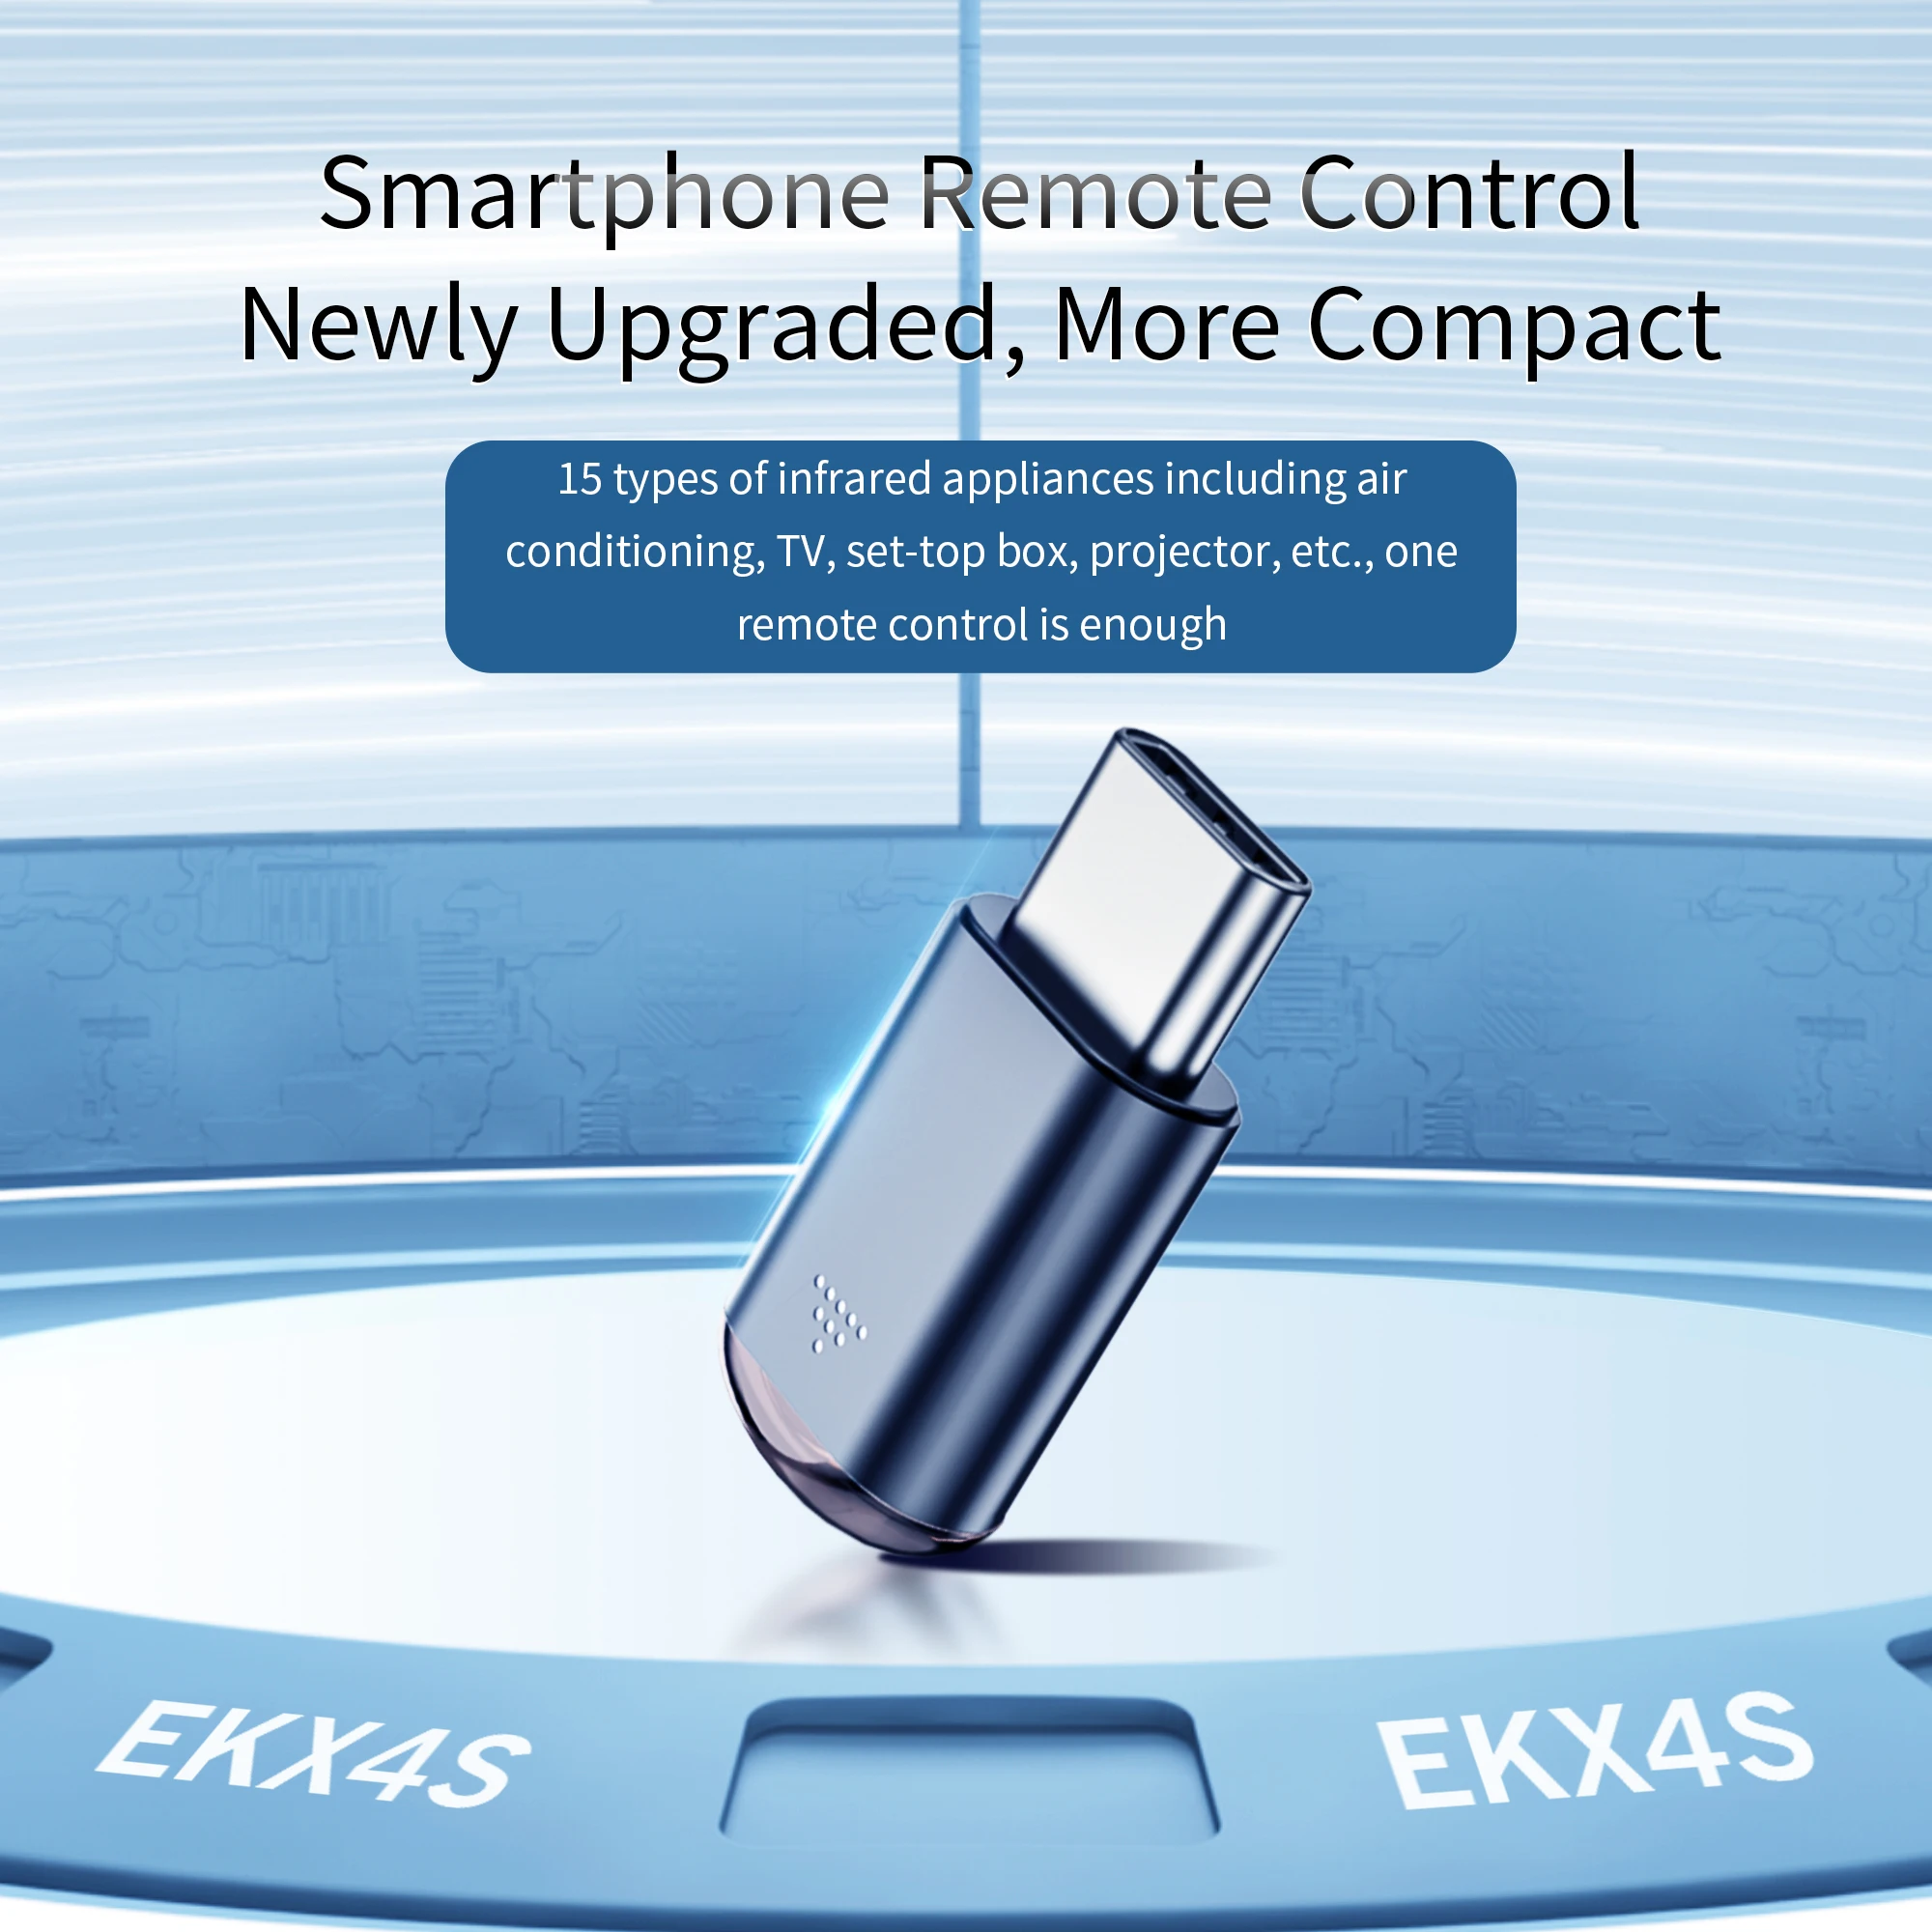 Smartphone Remote Control
Newly Upgraded, More Compact
15 types of infrared appliances including air
conditioning, TV, set-top box, projector, etc., one
remote control is enough
EKX4S
EKX4S